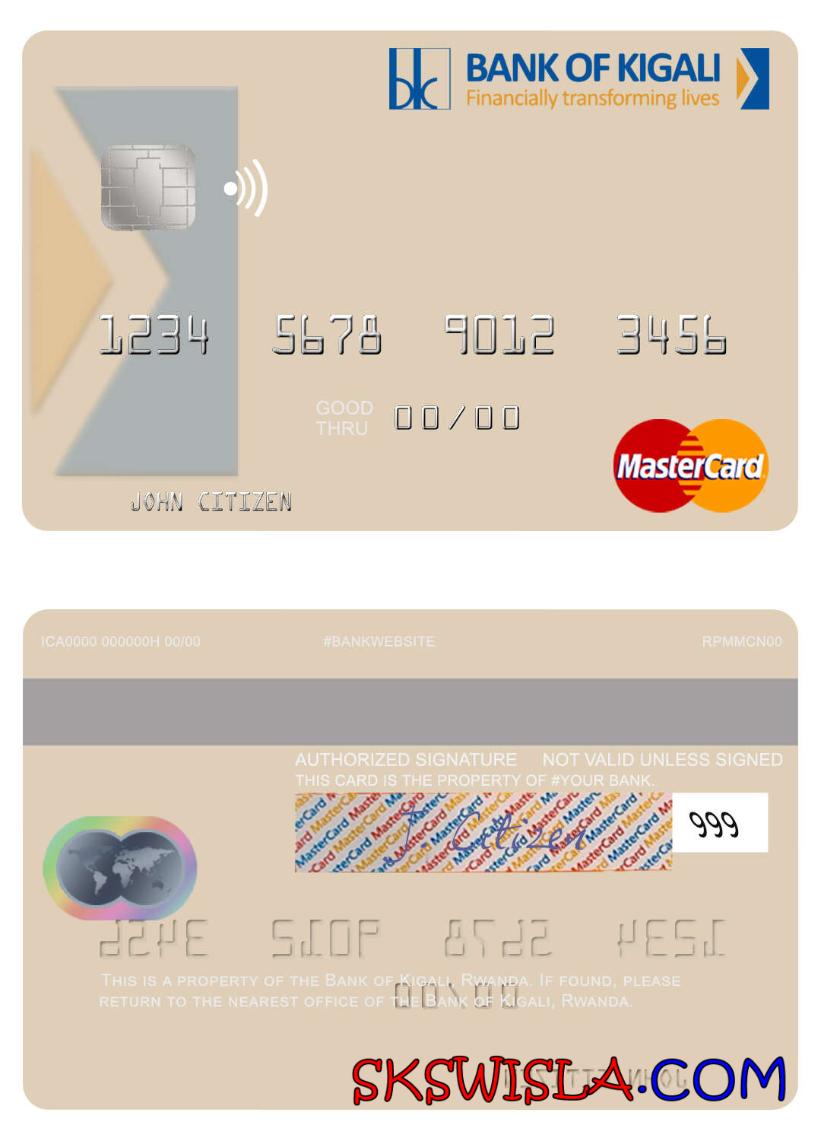 bk BANK OF KIGALI
Financially transforming lives
1234 5678 9012 3456
GOOD THRU 00/00
MasterCard
JOHN CITIZEN
ICA0000 000000H 00/00 #BANKWEBSITE RPMMCN00
AUTHORIZED SIGNATURE NOT VALID UNLESS SIGNED
THIS CARD IS THE PROPERTY OF #YOUR BANK.
J. Citizen 999
THIS IS A PROPERTY OF THE BANK OF KIGALI, RWANDA. IF FOUND, PLEASE
RETURN TO THE NEAREST OFFICE OF THE BANK OF KIGALI, RWANDA.
SKSWISLA.COM